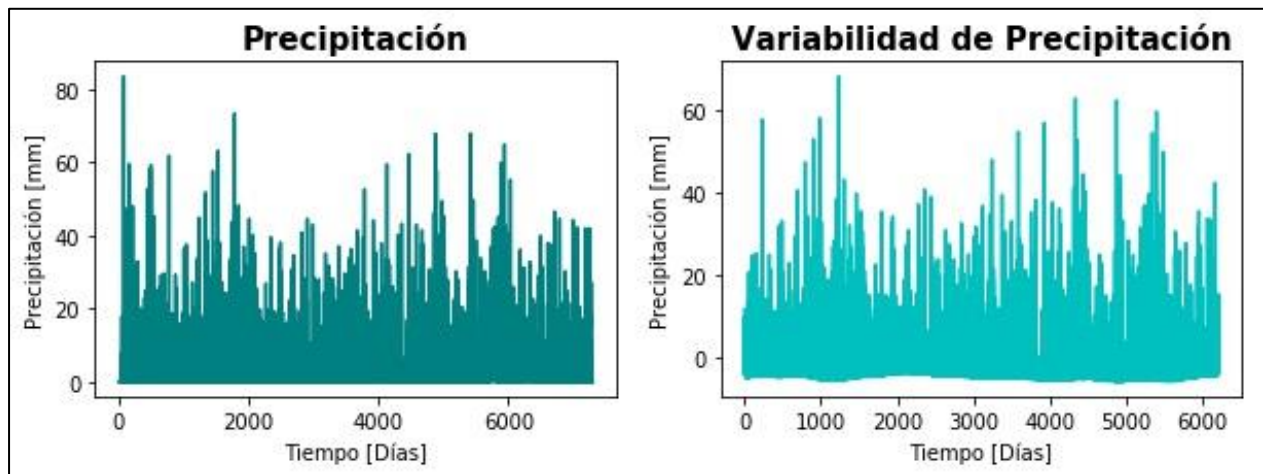 Precipitación
Precipitación [mm]
80
60
40
20
0
0 2000 4000 6000
Tiempo [Días]
Variabilidad de Precipitación
Precipitación [mm]
60
40
20
0
0 1000 2000 3000 4000 5000 6000
Tiempo [Días]